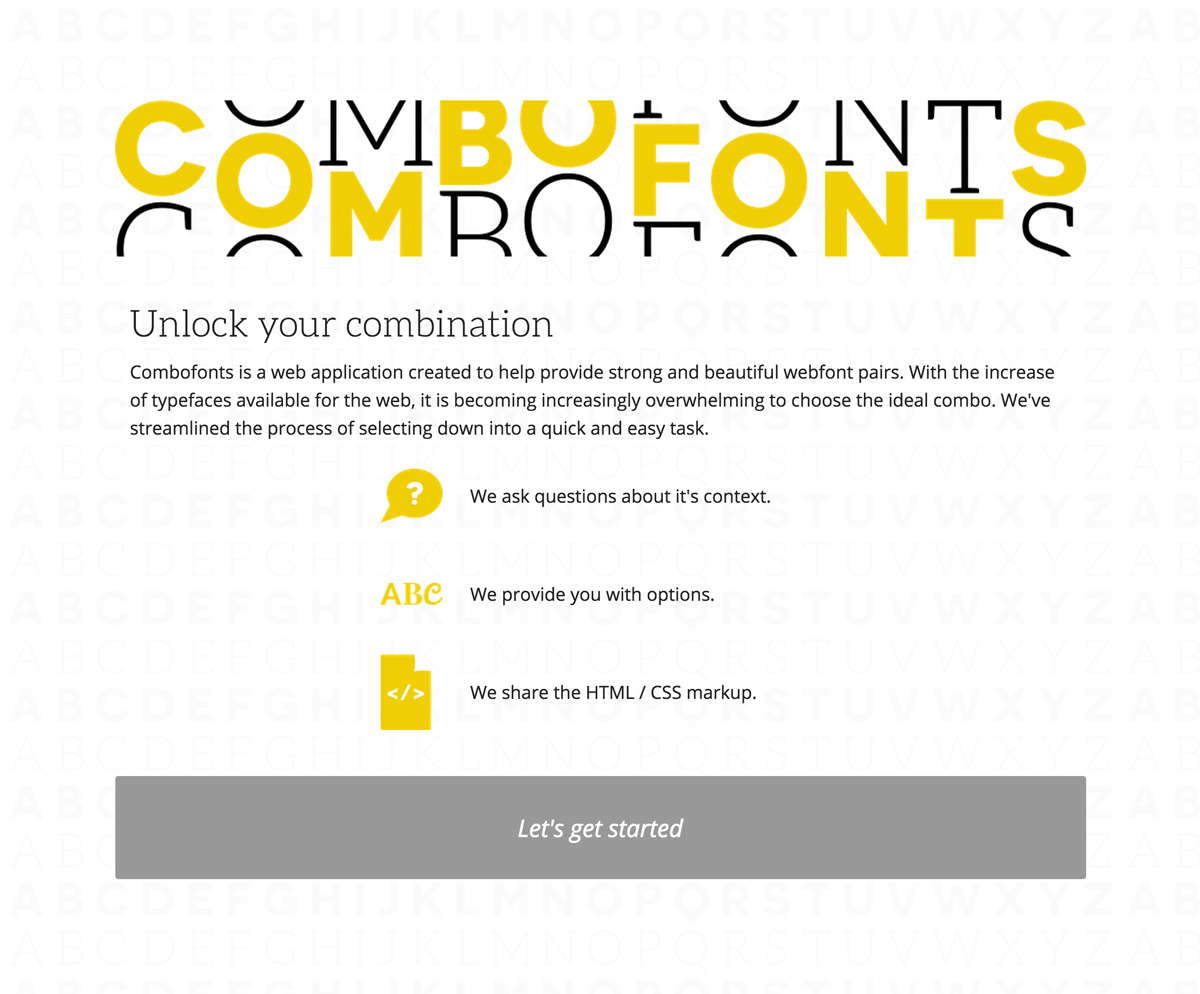 COMBOFONTS
Unlock your combination
Combofonts is a web application created to help provide strong and beautiful webfont pairs. With the increase
of typefaces available for the web, it is becoming increasingly overwhelming to choose the ideal combo. We've
streamlined the process of selecting down into a quick and easy task.
?
We ask questions about it's context.
ABC
We provide you with options.
</>
We share the HTML / CSS markup.
Let's get started